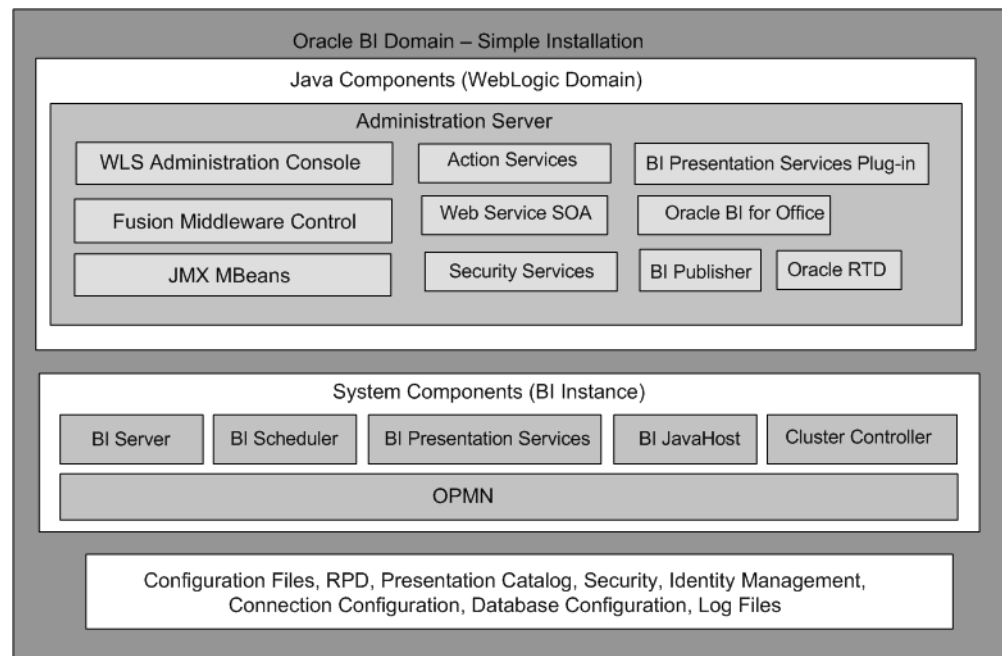 Oracle BI Domain – Simple Installation
Java Components (WebLogic Domain)
Administration Server
WLS Administration Console
Action Services
BI Presentation Services Plug-in
Fusion Middleware Control
Web Service SOA
Oracle BI for Office
JMX MBeans
Security Services
BI Publisher
Oracle RTD
System Components (BI Instance)
BI Server
BI Scheduler
BI Presentation Services
BI JavaHost
Cluster Controller
OPMN
Configuration Files, RPD, Presentation Catalog, Security, Identity Management,
Connection Configuration, Database Configuration, Log Files